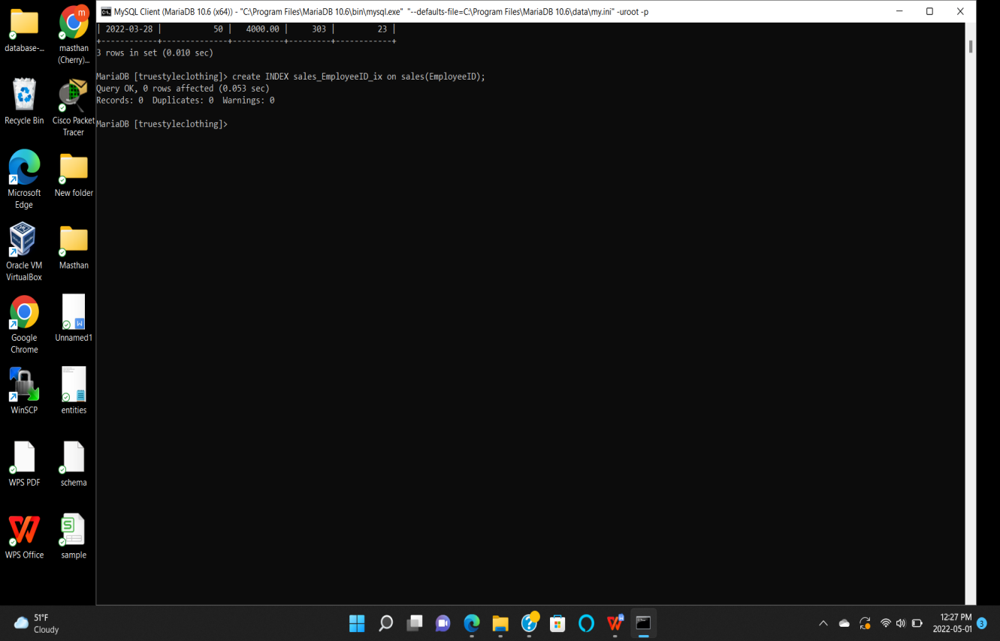 MySQL Client (MariaDB 10.6 (x64)) - "C:\Program Files\MariaDB 10.6\bin\mysql.exe"  "--defaults-file=C:\Program Files\MariaDB 10.6\data\my.ini" -uroot -p
| 2022-03-28 |           50 |   4000.00 |     303 |         23 |
+------------+--------------+-----------+---------+------------+
3 rows in set (0.010 sec)
MariaDB [truestyleclothing]> create INDEX sales_EmployeeID_ix on sales(EmployeeID);
Query OK, 0 rows affected (0.053 sec)
Records: 0  Duplicates: 0  Warnings: 0
MariaDB [truestyleclothing]>
database-...
masthan
(Cherry)...
Recycle Bin
Cisco Packet
Tracer
Microsoft
Edge
New folder
Oracle VM
VirtualBox
Masthan
Google
Chrome
Unnamed1
WinSCP
entities
WPS PDF
schema
WPS Office
sample
51°F
Cloudy
12:27 PM
2022-05-01
3